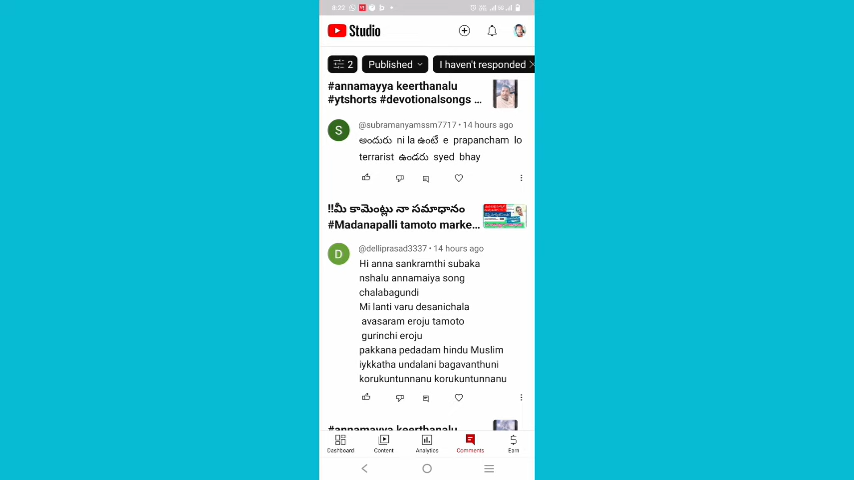 8:22
Studio
2
Published
I haven't responded
#annamayya keerthanalu
#ytshorts #devotionalsongs ...
S
@subramanyamssm7717 • 14 hours ago
అందురు ni la ఉంటే e prapancham lo
terrarist ఉండరు syed bhay
!!మీ కామెంట్లు నా సమాధానం
#Madanapalli tamoto marke...
D
@delliprasad3337 • 14 hours ago
Hi anna sankramthi subaka
nshalu annamaiya song
chalabagundi
Mi lanti varu desanichala
avasaram eroju tamoto
gurinchi eroju
pakkana pedadam hindu Muslim
iykkatha undalani bagavanthuni
korukuntunnanu korukuntunnanu
#annamayya keerthanalu
Dashboard
Content
Analytics
Comments
Earn